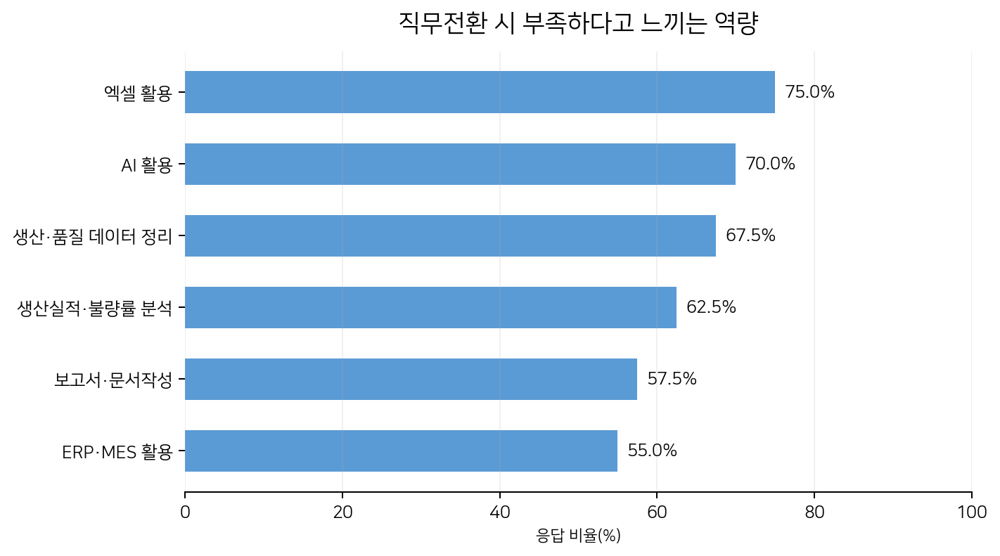 직무전환 시 부족하다고 느끼는 역량
엑셀 활용
75.0%
AI 활용
70.0%
생산·품질 데이터 정리
67.5%
생산실적·불량률 분석
62.5%
보고서·문서작성
57.5%
ERP·MES 활용
55.0%
0 20 40 60 80 100
응답 비율(%)